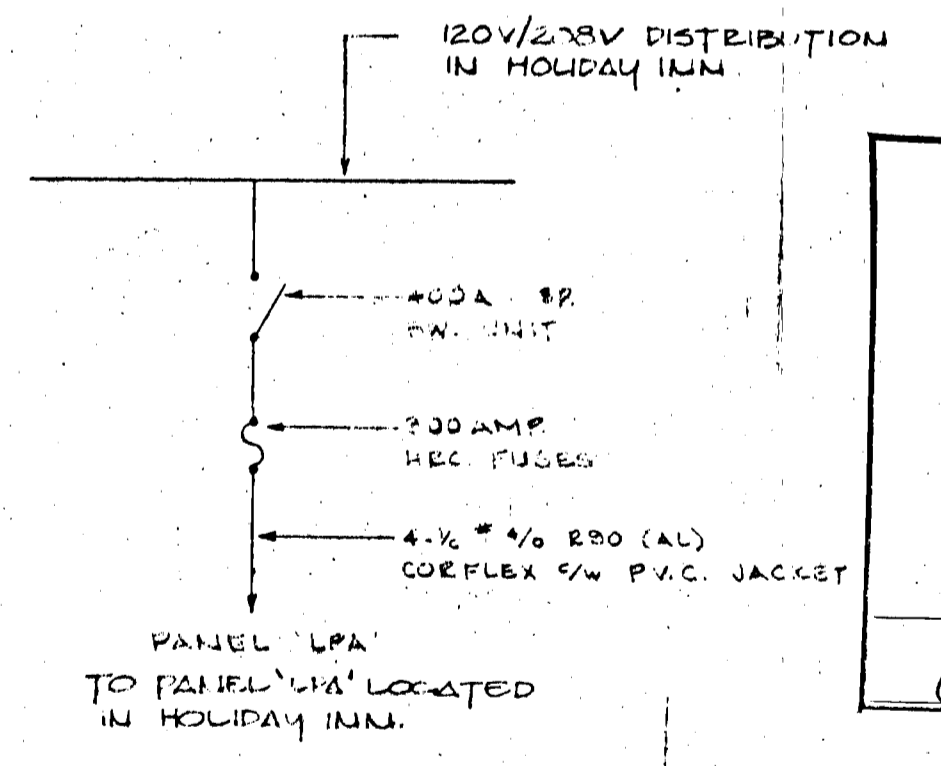 120V/208V DISTRIBUTION
IN HOLIDAY INN.
400A
SW. UNIT
AMP.
HRC. FUSES
4-1/c # 4/0 R90 (AL)
CORFLEX C/W P.V.C. JACKET
PANEL 'LPA'
TO PANEL 'LPA' LOCATED
IN HOLIDAY INN.